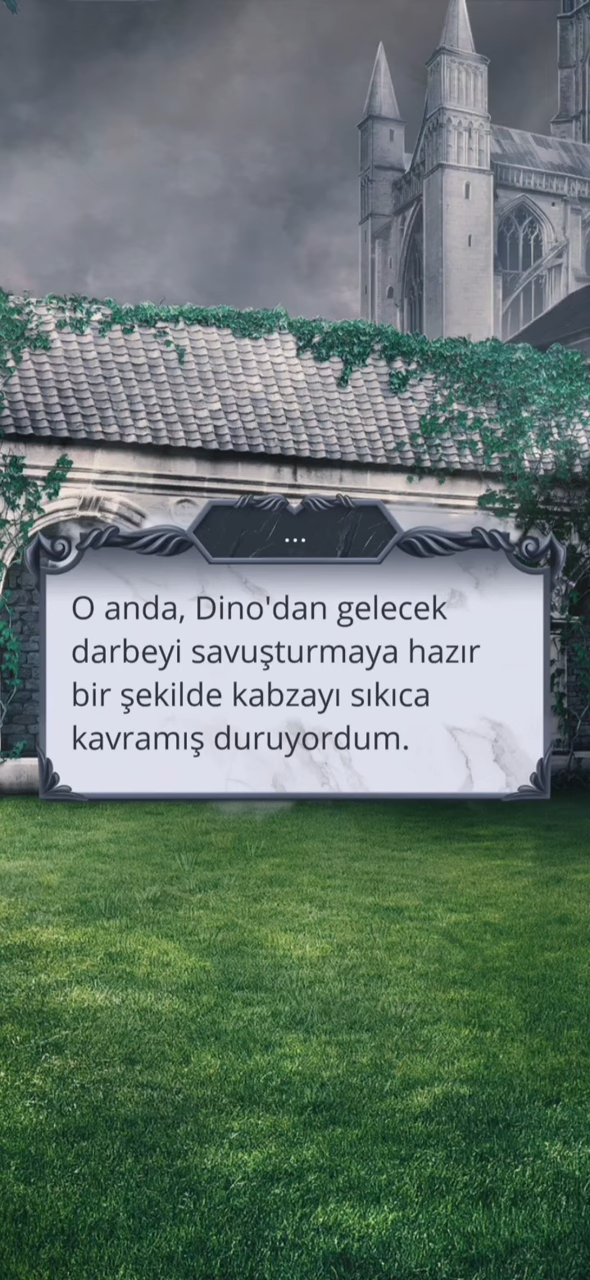 ...
O anda, Dino'dan gelecek
darbeyi savuşturmaya hazır
bir şekilde kabzayı sıkıca
kavramış duruyordum.